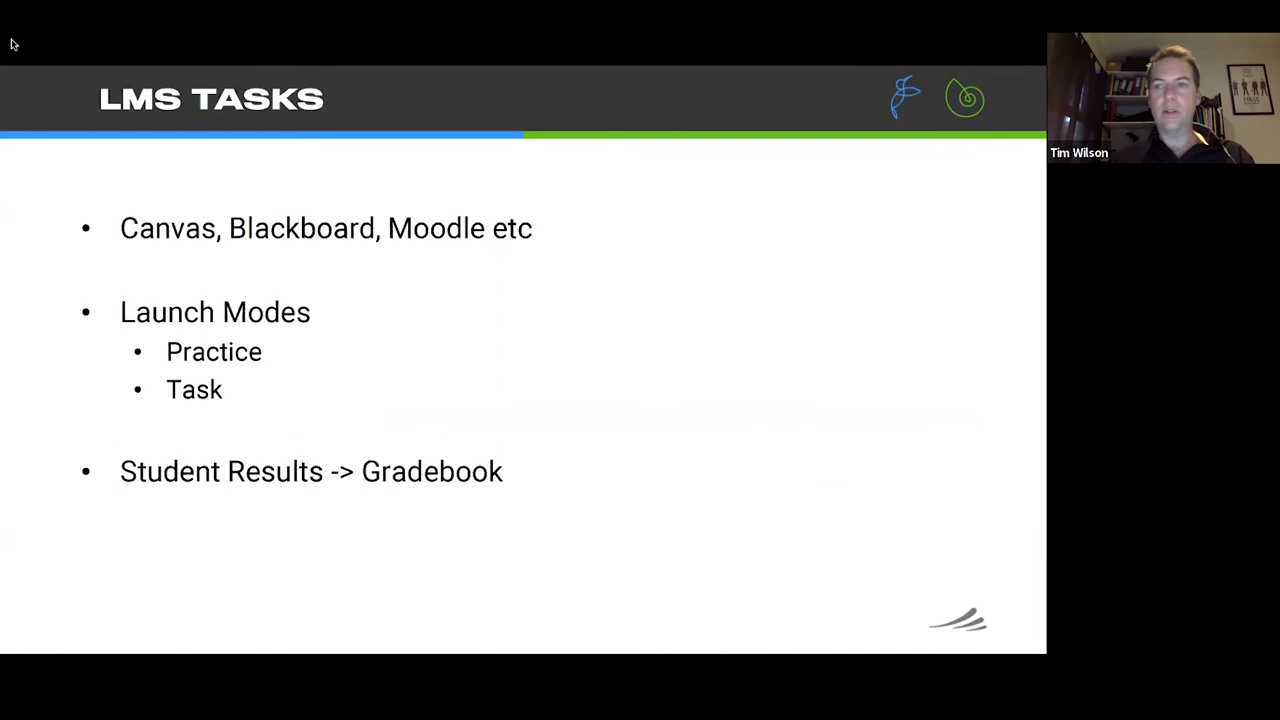 LMS TASKS
Canvas, Blackboard, Moodle etc
Launch Modes
Practice
Task
Student Results -> Gradebook
Tim Wilson